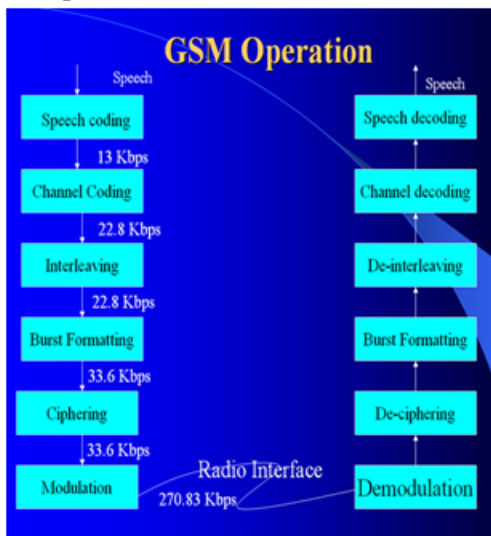 GSM Operation
Speech
Speech coding
13 Kbps
Channel Coding
22.8 Kbps
Interleaving
22.8 Kbps
Burst Formatting
33.6 Kbps
Ciphering
33.6 Kbps
Modulation
Radio Interface
270.83 Kbps
Speech
Speech decoding
Channel decoding
De-interleaving
Burst Formatting
De-ciphering
Demodulation